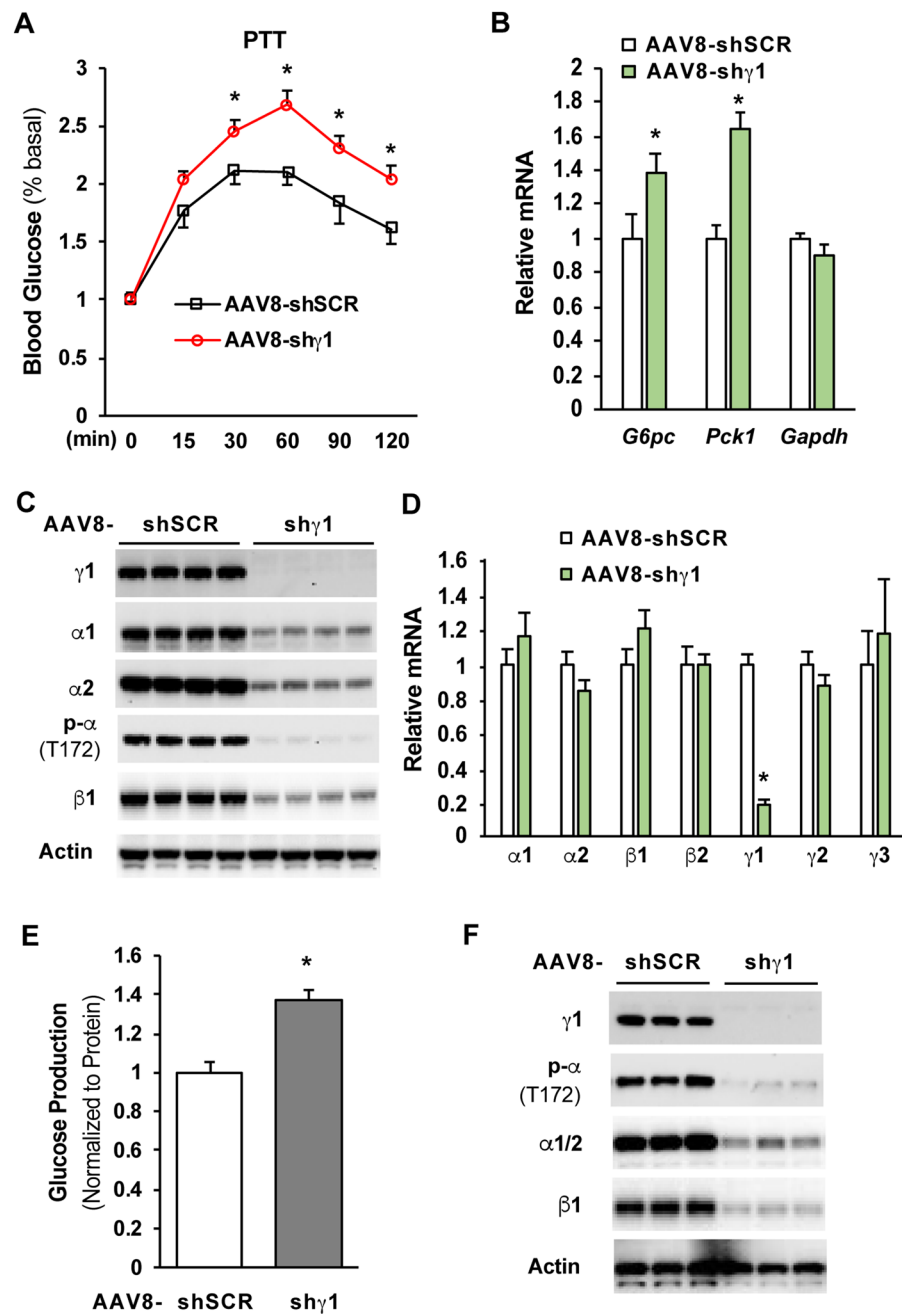 A
PTT
Blood Glucose (% basal)
3
2.5
2
1.5
1
0.5
0
(min) 0 15 30 60 90 120
* * * *
AAV8-shSCR
AAV8-shγ1
B
AAV8-shSCR
AAV8-shγ1
Relative mRNA
2
1.8
1.6
1.4
1.2
1
0.8
0.6
0.4
0.2
0
* *
G6pc Pck1 Gapdh
C
AAV8- shSCR shγ1
γ1
α1
α2
p-α
(T172)
β1
Actin
D
AAV8-shSCR
AAV8-shγ1
Relative mRNA
1.6
1.4
1.2
1
0.8
0.6
0.4
0.2
0
*
α1 α2 β1 β2 γ1 γ2 γ3
E
Glucose Production
(Normalized to Protein)
1.6
1.4
1.2
1
0.8
0.6
0.4
0.2
0
*
AAV8- shSCR shγ1
F
AAV8- shSCR shγ1
γ1
p-α
(T172)
α1/2
β1
Actin